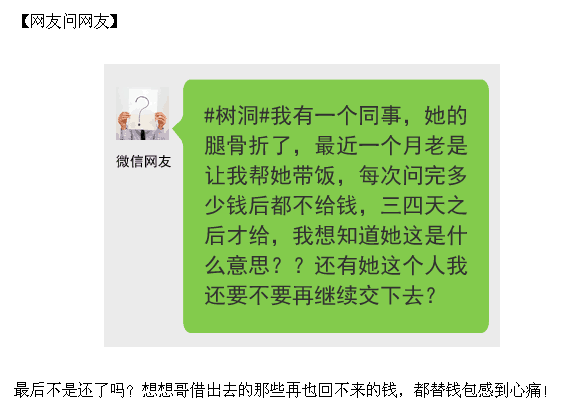 【网友问网友】
#树洞#我有一个同事，她的
腿骨折了，最近一个月老是
让我帮她带饭，每次问完多
少钱后都不给钱，三四天之
后才给，我想知道她这是什
么意思？？还有她这个人我
还要不要再继续交下去？
微信网友
最后不是还了吗？想想哥借出去的那些再也回不来的钱，都替钱包感到心痛！